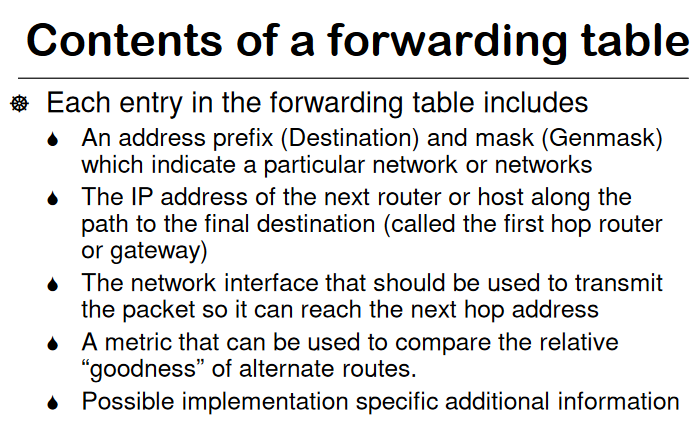 Contents of a forwarding table
Each entry in the forwarding table includes
An address prefix (Destination) and mask (Genmask)
which indicate a particular network or networks
The IP address of the next router or host along the
path to the final destination (called the first hop router
or gateway)
The network interface that should be used to transmit
the packet so it can reach the next hop address
A metric that can be used to compare the relative
“goodness” of alternate routes.
Possible implementation specific additional information